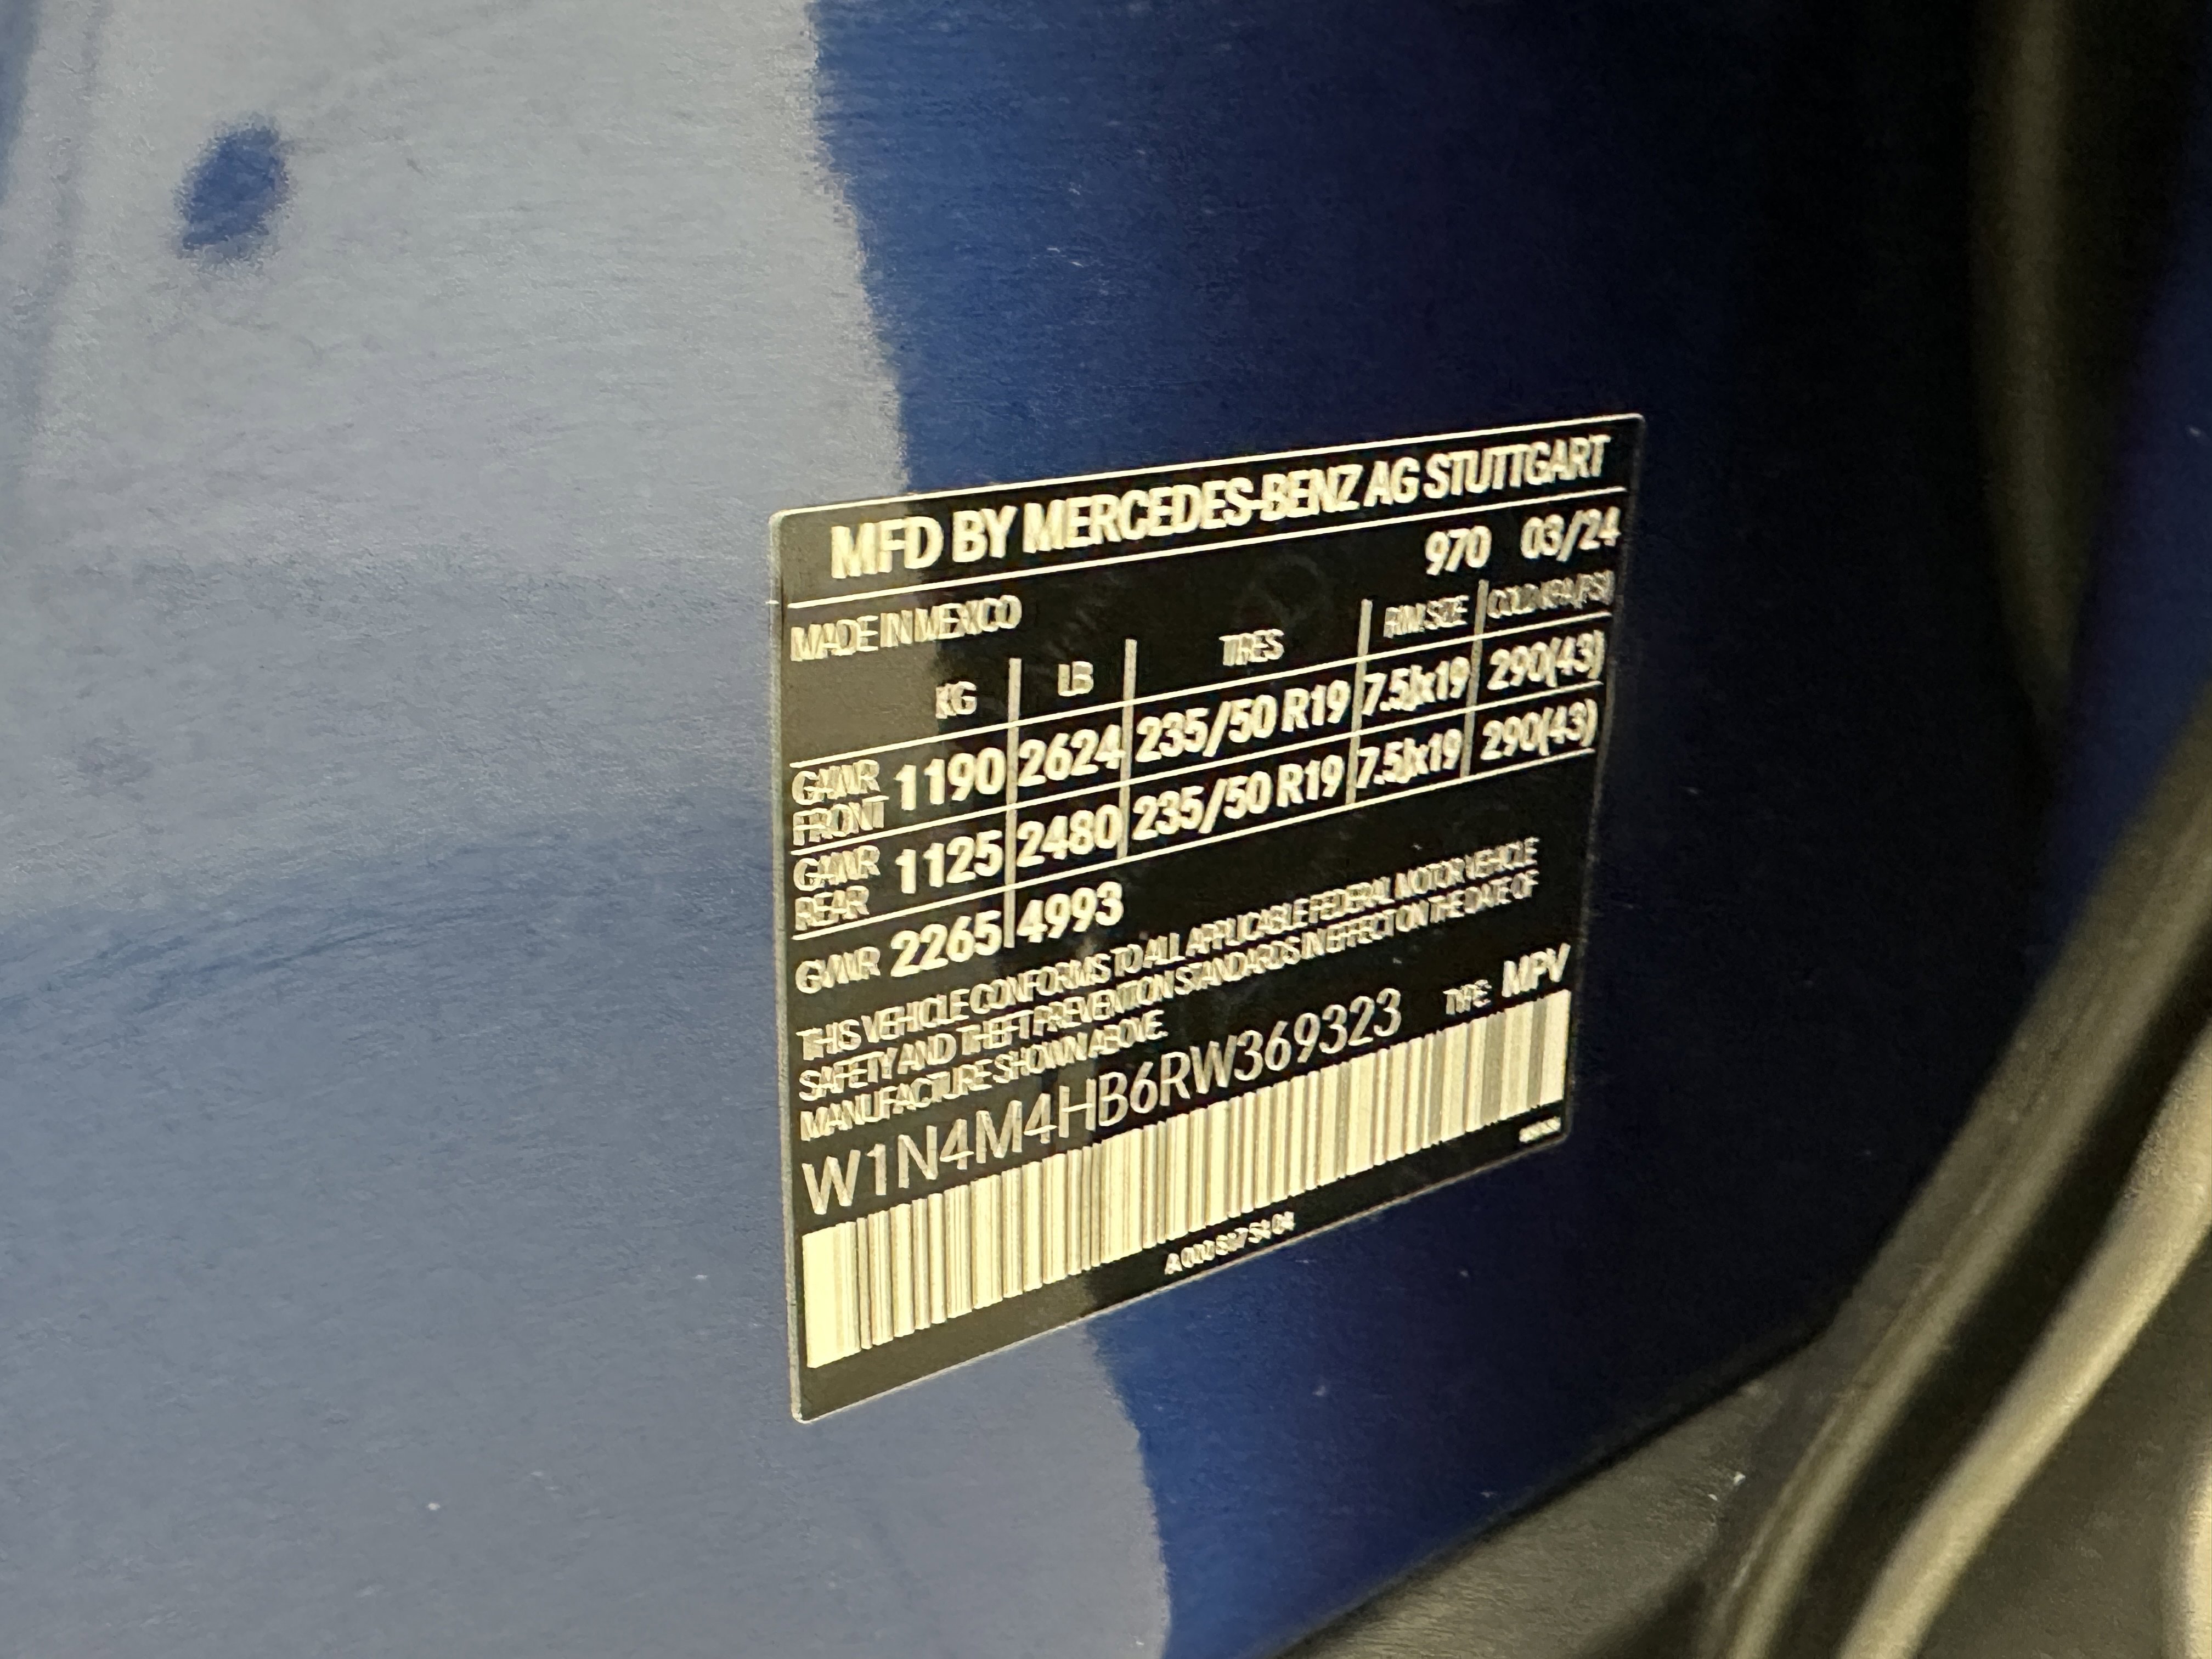 MFD BY MERCEDES-BENZ AG STUTTGART
970 03/24
MADE IN MEXICO
KG LB TIRES RIM SIZE COLD KPA(PSI)
GAWR FRONT 1190 2624 235/50 R19 7.5Jx19 290(43)
GAWR REAR 1125 2480 235/50 R19 7.5Jx19 290(43)
GVWR 2265 4993
THIS VEHICLE CONFORMS TO ALL APPLICABLE FEDERAL MOTOR VEHICLE
SAFETY AND THEFT PREVENTION STANDARDS IN EFFECT ON THE DATE OF
MANUFACTURE SHOWN ABOVE.
W1N4M4HB6RW369323 TYPE: MPV